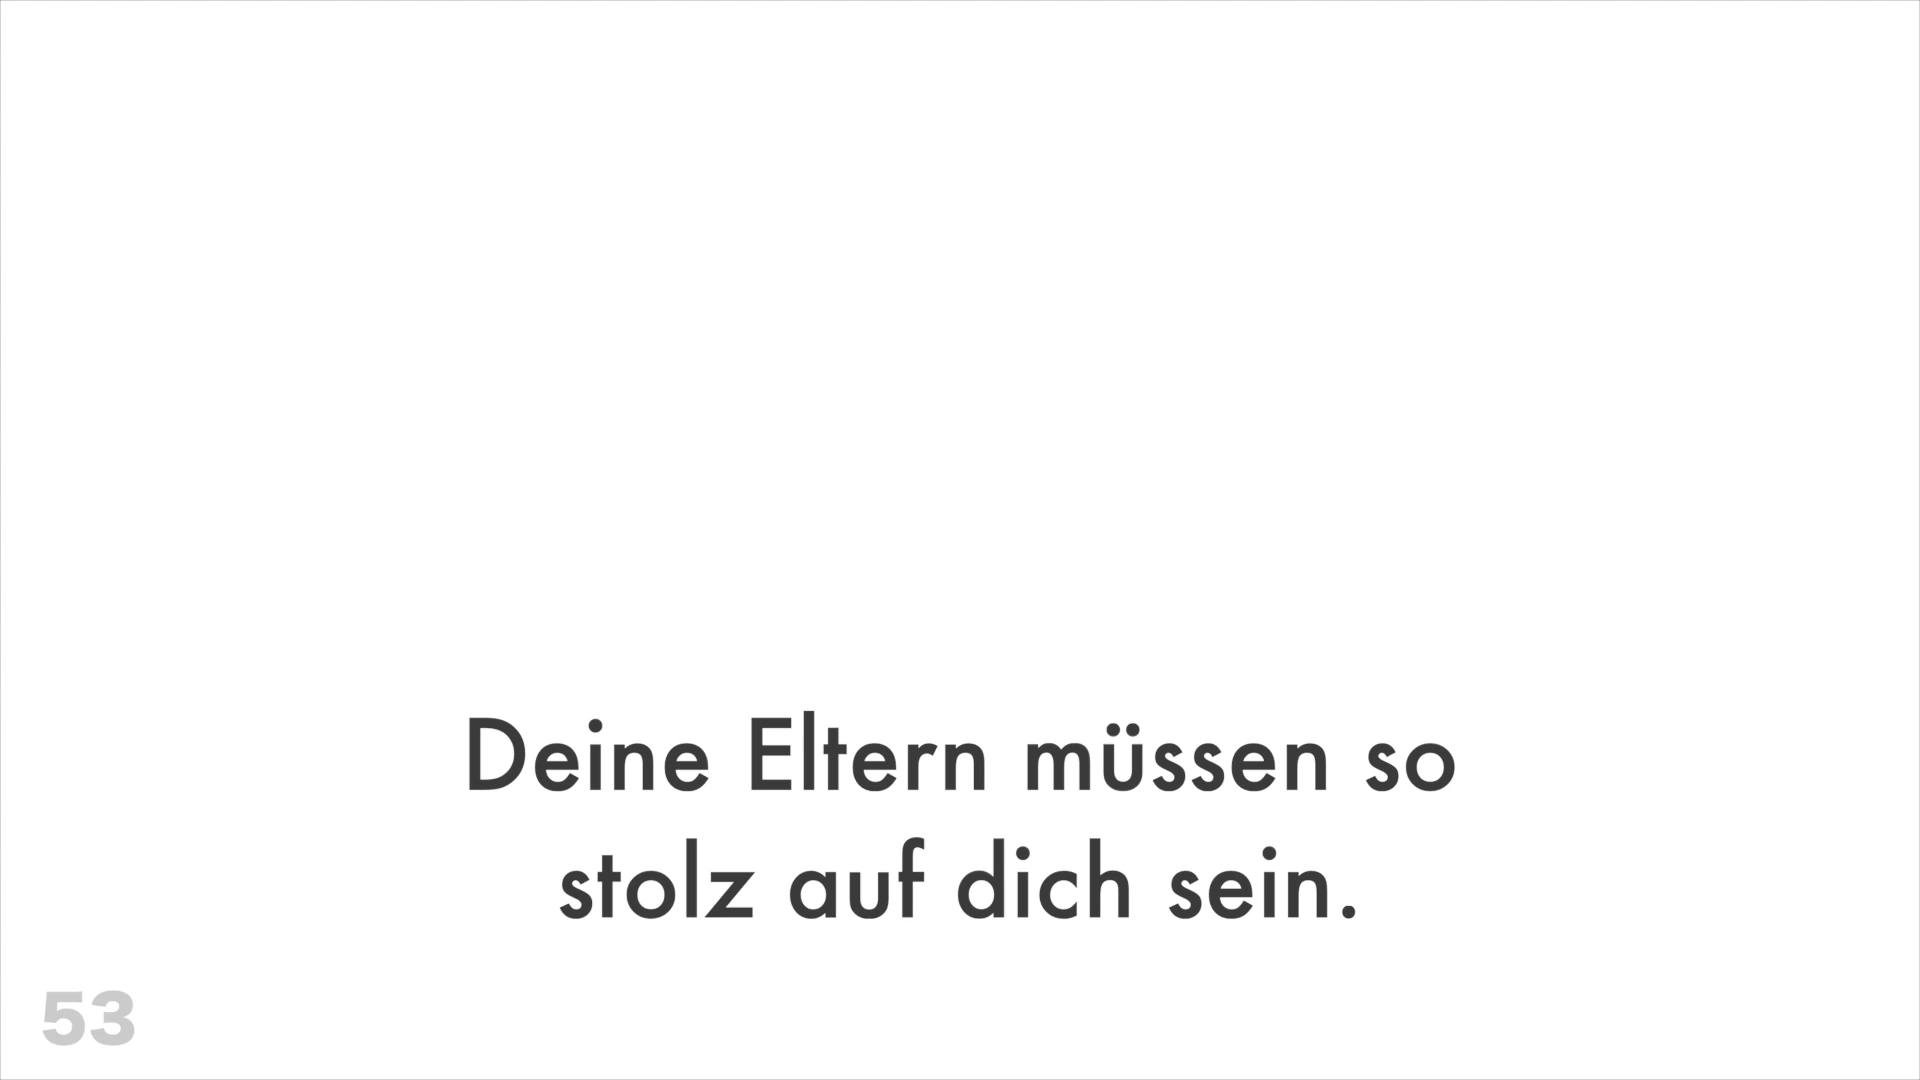 Deine Eltern müssen so
stolz auf dich sein.
53